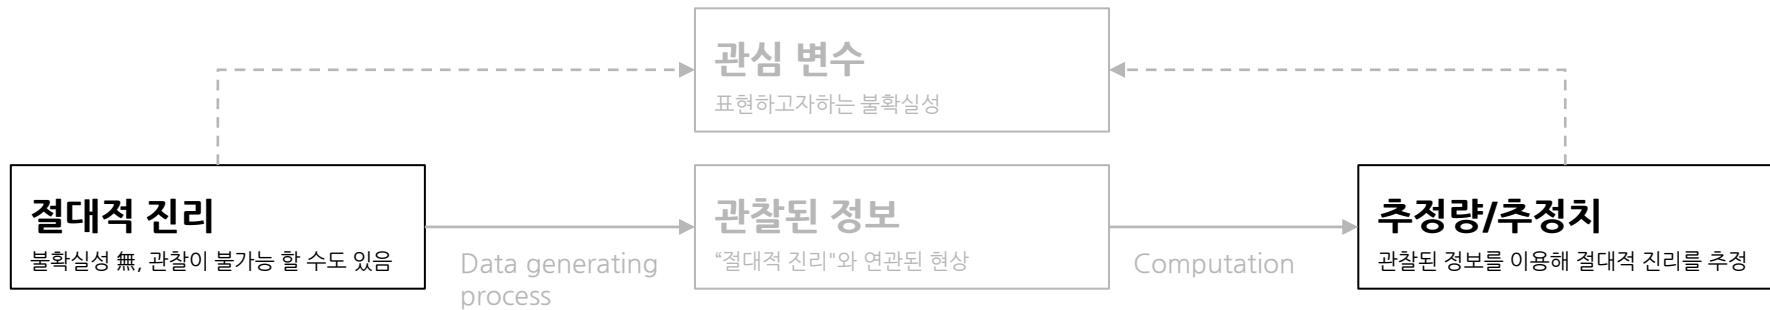 관심 변수
표현하고자하는 불확실성
절대적 진리
불확실성 無, 관찰이 불가능 할 수도 있음
Data generating
process
관찰된 정보
“절대적 진리"와 연관된 현상
Computation
추정량/추정치
관찰된 정보를 이용해 절대적 진리를 추정